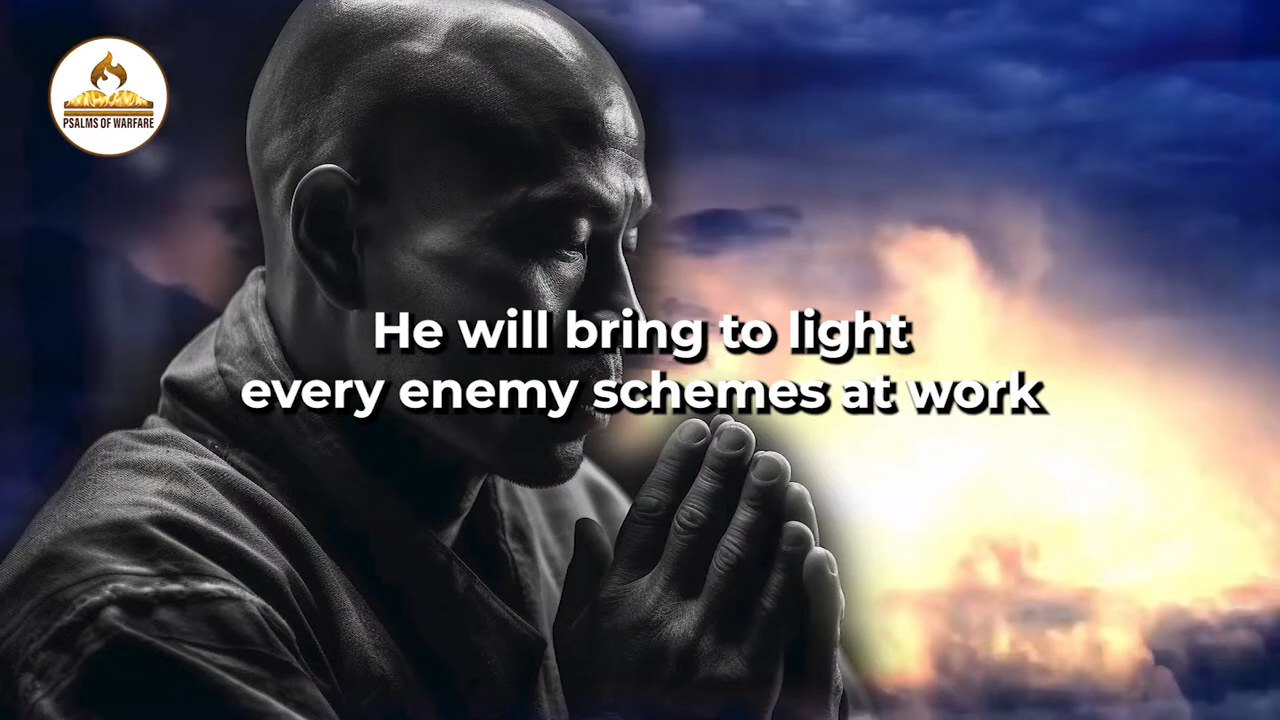 PSALMS OF WARFARE
He will bring to light
every enemy schemes at work